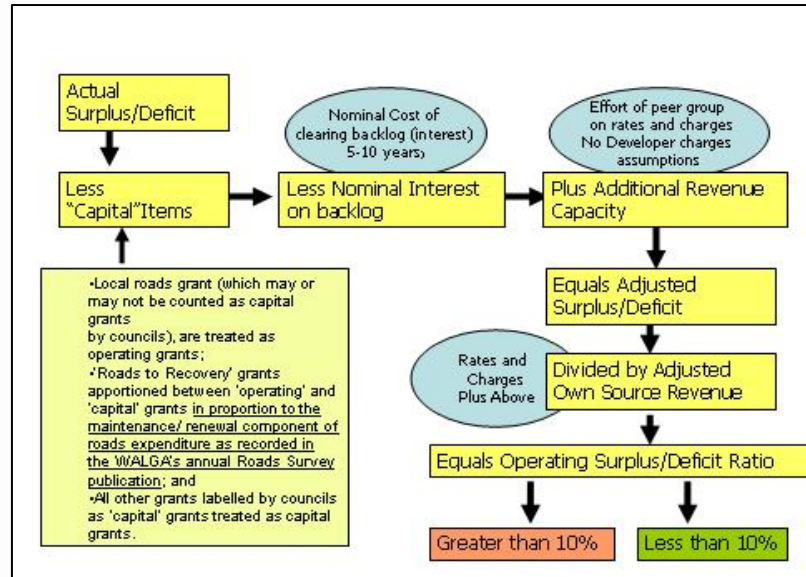 Actual
Surplus/Deficit
Nominal Cost of
clearing backlog (interest)
5-10 years;
Effort of peer group
on rates and charges
No Developer charges
assumptions
Less
"Capital"Items
Less Nominal Interest
on backlog
Plus Additional Revenue
Capacity
•Local roads grant (which may or
may not be counted as capital
grants
by councils), are treated as
operating grants;
•'Roads to Recovery' grants
apportioned between 'operating' and
'capital' grants in proportion to the
maintenance/ renewal component of
roads expenditure as recorded in
the WALGA's annual Roads Survey
publication; and
•All other grants labelled by councils
as 'capital' grants treated as capital
grants.
Equals Adjusted
Surplus/Deficit
Rates and
Charges
Plus Above
Divided by Adjusted
Own Source Revenue
Equals Operating Surplus/Deficit Ratio
Greater than 10%
Less than 10%